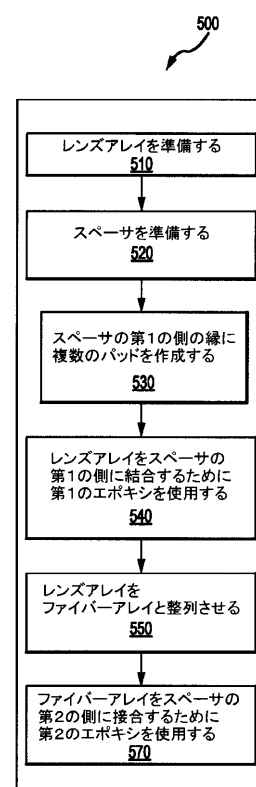 500
レンズアレイを準備する
510
スペーサを準備する
520
スペーサの第1の側の縁に
複数のパッドを作成する
530
レンズアレイをスペーサの
第1の側に結合するために
第1のエポキシを使用する
540
レンズアレイを
ファイバーアレイと整列させる
550
ファイバーアレイをスペーサの
第2の側に接合するために
第2のエポキシを使用する
570